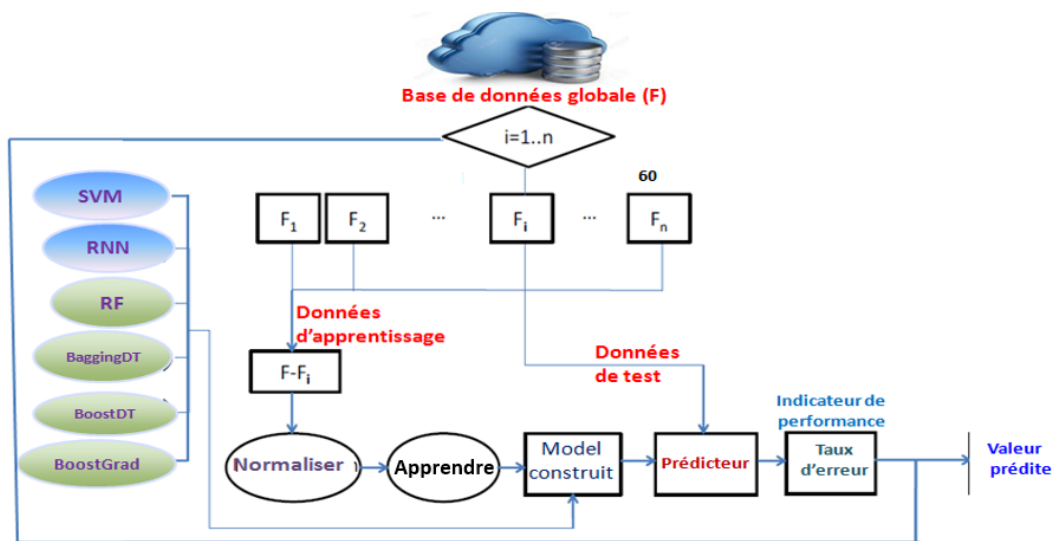 Base de données globale (F)
i=1..n
60
SVM
RNN
RF
BaggingDT
BoostDT
BoostGrad
F1
F2
...
Fi
...
Fn
Données
d'apprentissage
F-Fi
Données
de test
Normaliser
Apprendre
Model
construit
Prédicteur
Indicateur de
performance
Taux
d'erreur
Valeur
prédite